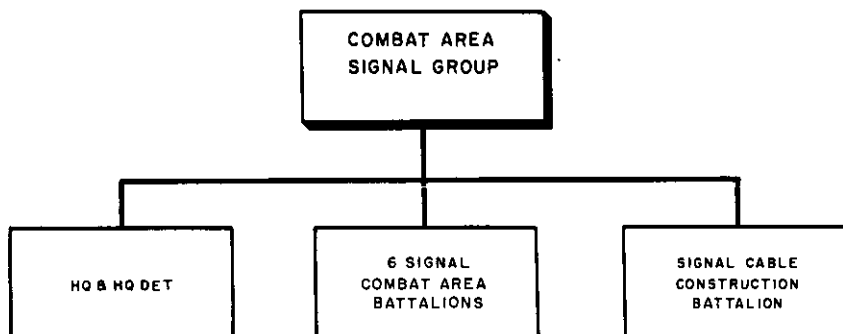 COMBAT AREA
SIGNAL GROUP
HQ & HQ DET
6 SIGNAL
COMBAT AREA
BATTALIONS
SIGNAL CABLE
CONSTRUCTION
BATTALION